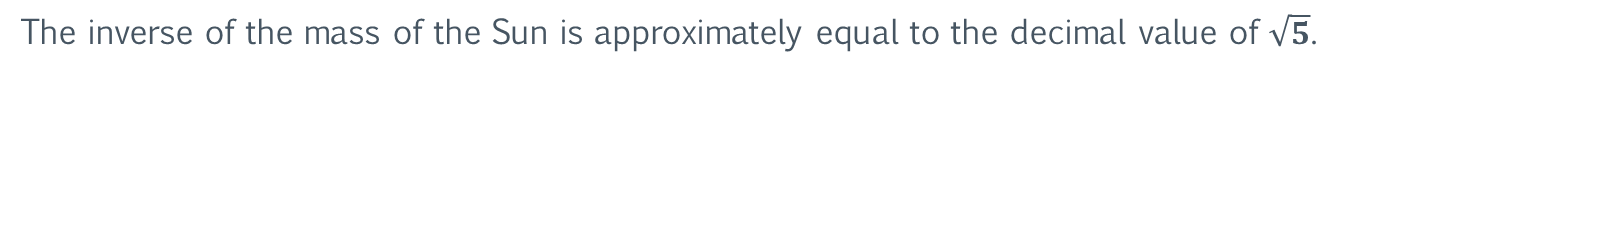 The inverse of the mass of the Sun is approximately equal to the decimal value of √5.